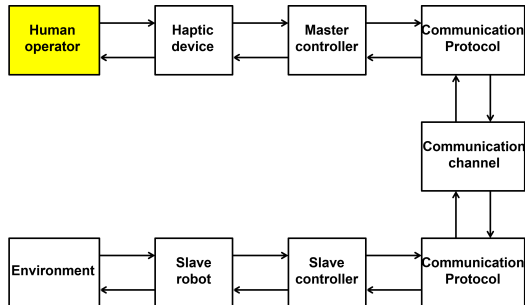 Human
operator
Haptic
device
Master
controller
Communication
Protocol
Communication
channel
Environment
Slave
robot
Slave
controller
Communication
Protocol